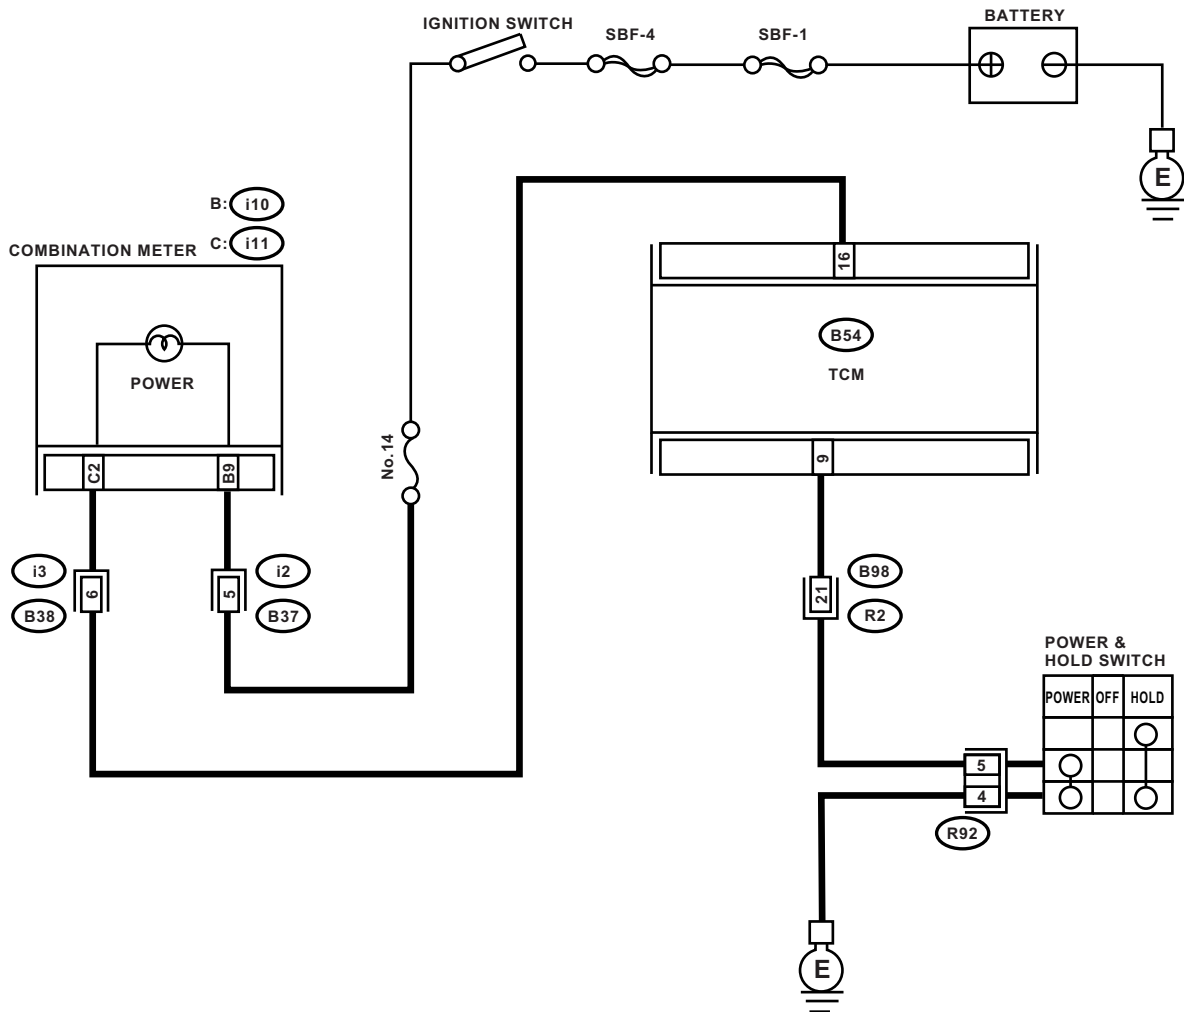 IGNITION SWITCH
SBF-4
SBF-1
BATTERY
E
B: i10
C: i11
COMBINATION METER
POWER
C2
B9
No.14
16
B54
TCM
9
i3
B38
6
5
i2
B37
21
B98
R2
POWER &
HOLD SWITCH
POWER OFF HOLD
5
4
R92
E